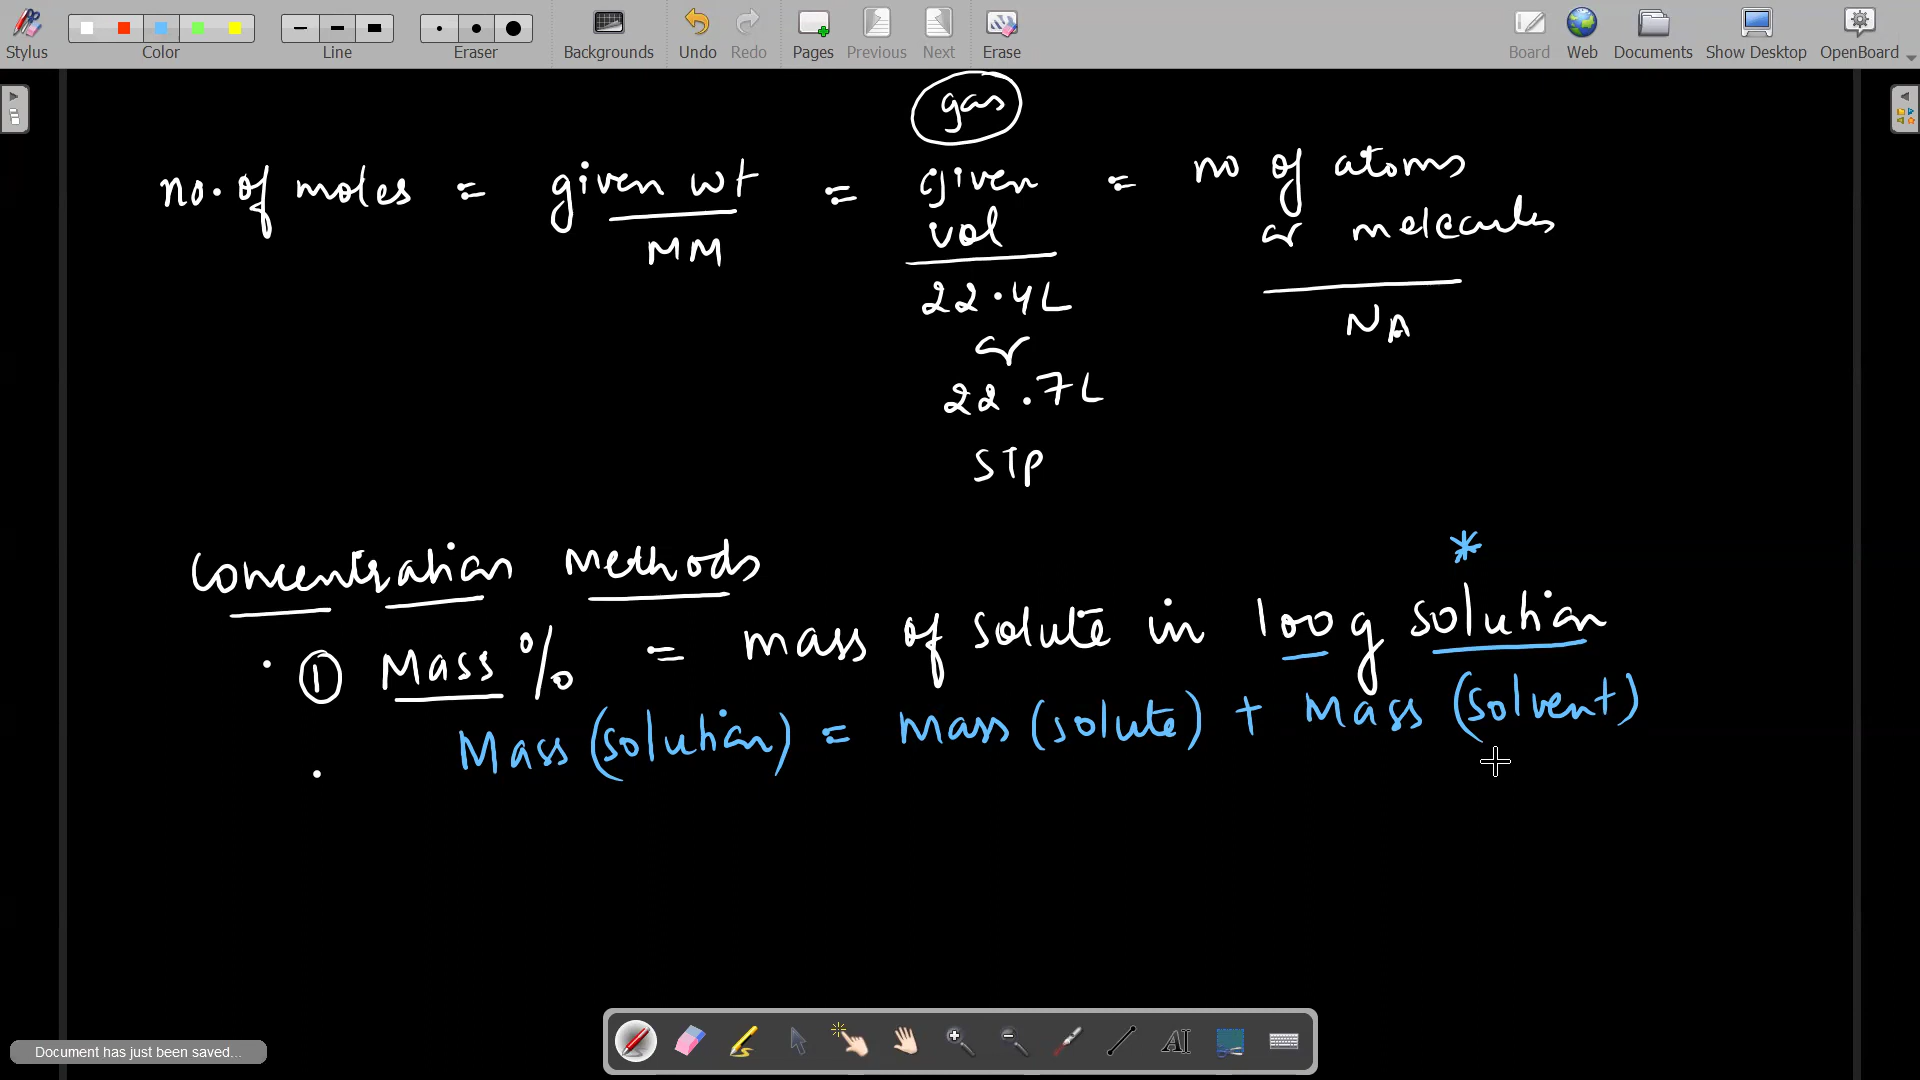 Stylus Color Line Eraser Backgrounds Undo Redo Pages Previous Next Erase Board Web Documents Show Desktop OpenBoard
gas
no. of moles = given wt / MM = given vol / 22.4L or 22.7L STP = no of atoms or molecules / NA
Concentration Methods
① Mass % = mass of solute in 100 g solution *
Mass (solution) = Mass (solute) + Mass (solvent)
Document has just been saved...
AI